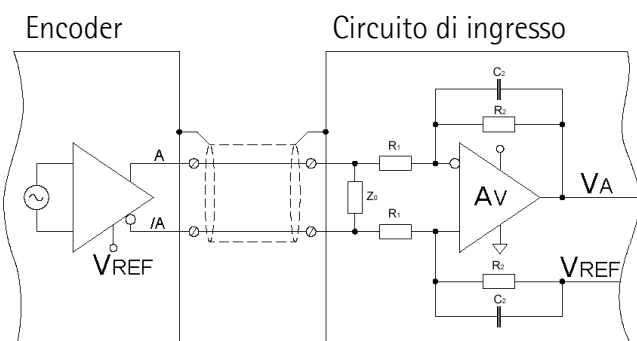 Encoder
Circuito di ingresso
C2
R2
A
R1
Z0
AV
VA
/A
R1
VREF
R2
VREF
C2